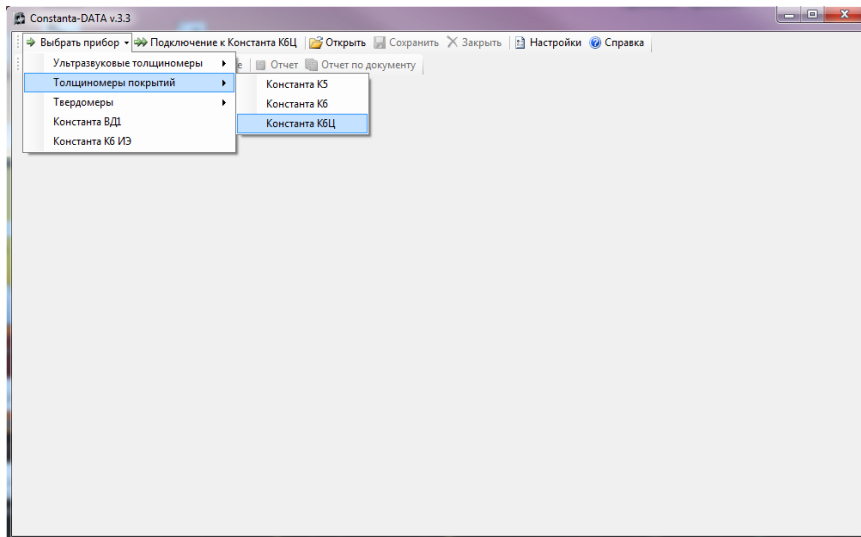 Constanta-DATA v.3.3
Выбрать прибор Подключение к Константа К6Ц Открыть Сохранить Закрыть Настройки Справка
Отчет Отчет по документу
Ультразвуковые толщиномеры
Толщиномеры покрытий
Твердомеры
Константа ВД1
Константа К6 ИЭ
Константа К5
Константа К6
Константа К6Ц